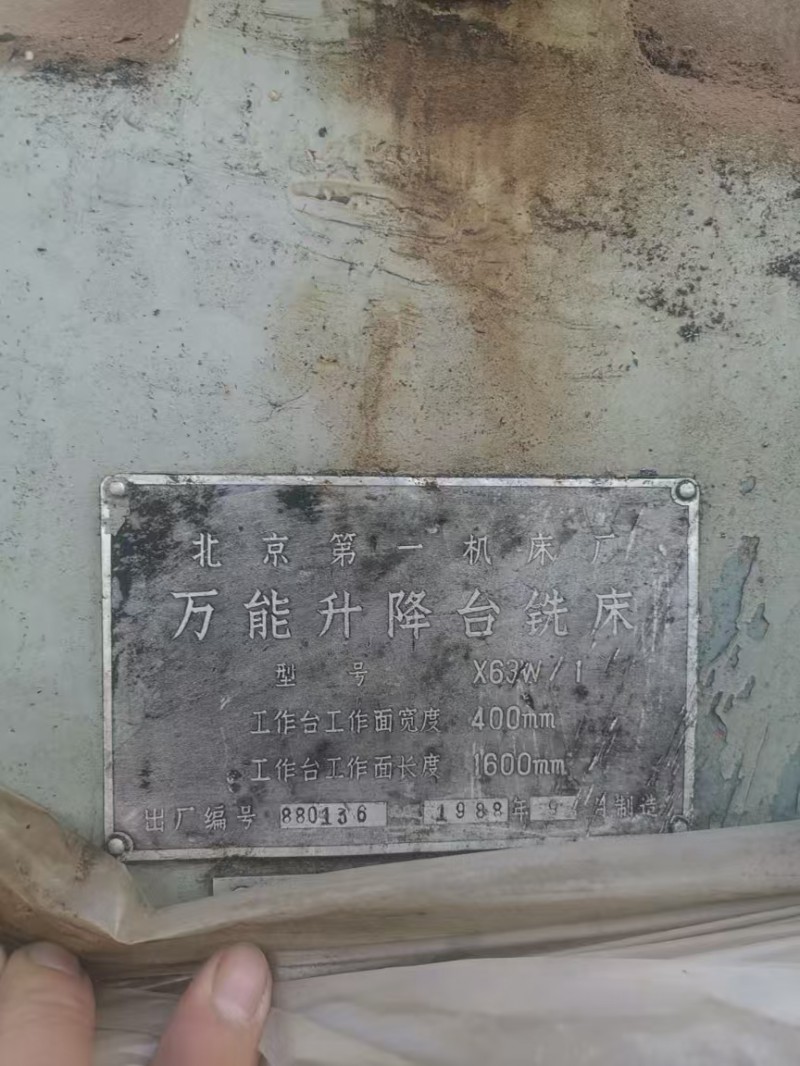 北京第一机床厂
万能升降台铣床
型号 X63W/1
工作台工作面宽度 400mm
工作台工作面长度 1600mm
出厂编号 880136 1988年9月制造